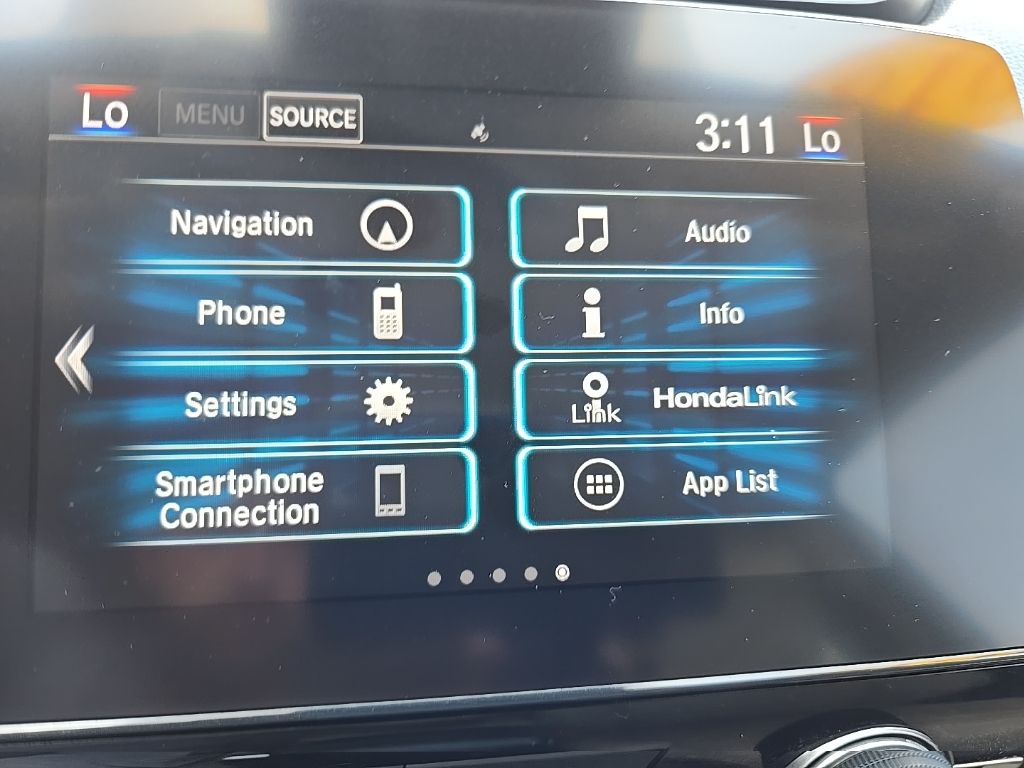 Lo MENU SOURCE 3:11 Lo
Navigation
Audio
Phone
Info
Settings
Link HondaLink
Smartphone
Connection
App List